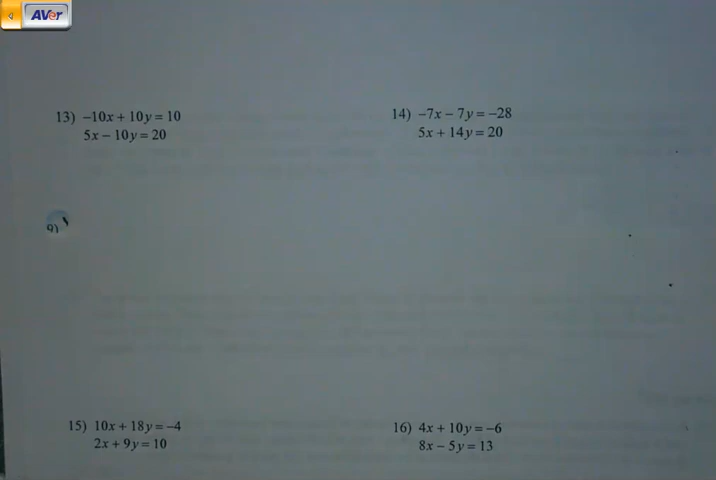 AVer
13) –10x + 10y = 10
5x – 10y = 20
14) –7x – 7y = –28
5x + 14y = 20
9)
15) 10x + 18y = –4
2x + 9y = 10
16) 4x + 10y = –6
8x – 5y = 13